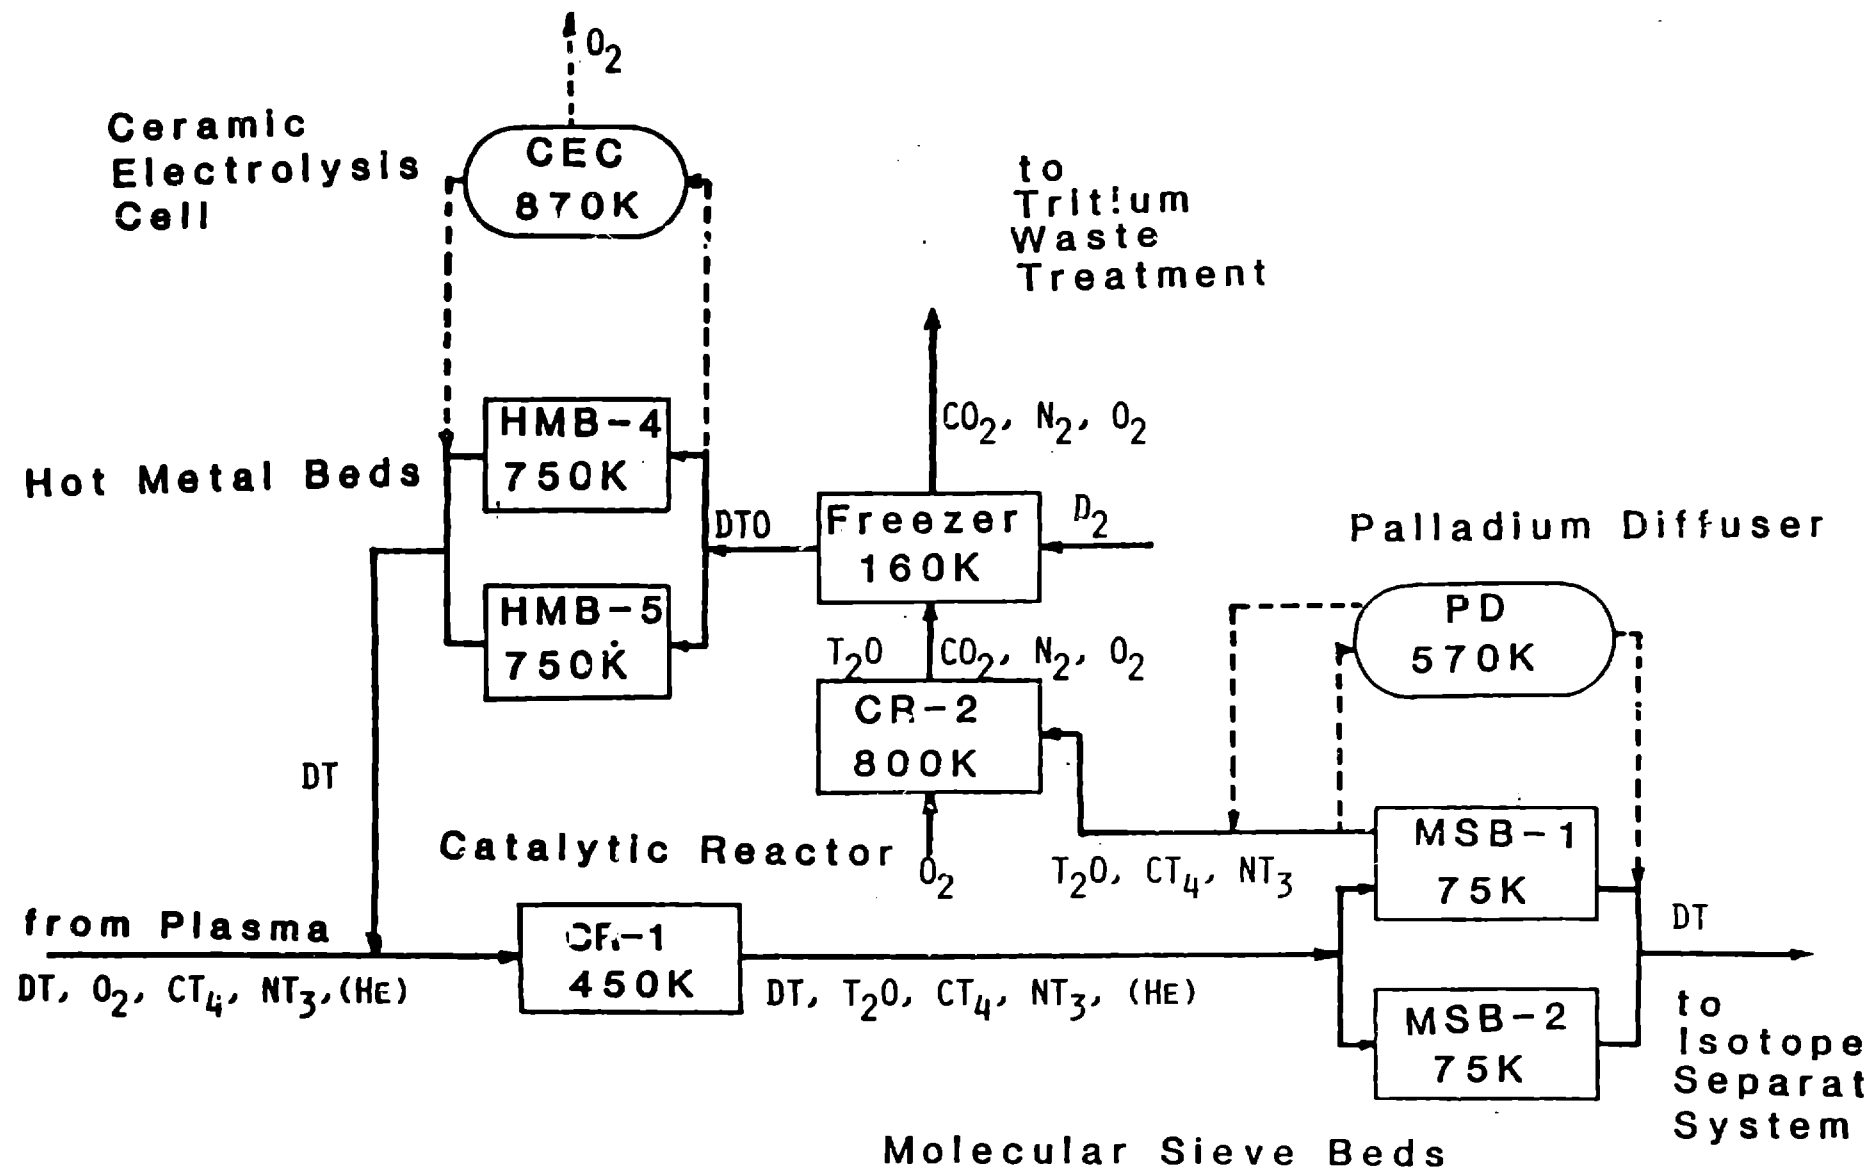 O2
Ceramic
Electrolysis
Cell
CEC
870K
to
Tritium
Waste
Treatment
HMB-4
750K
Hot Metal Beds
CO2, N2, O2
Freezer
160K
D2
DTO
Palladium Diffuser
HMB-5
750K
PD
570K
T2O
CO2, N2, O2
CR-2
800K
DT
Catalytic Reactor
O2
T2O, CT4, NT3
MSB-1
75K
DT
from Plasma
DT, O2, CT4, NT3,(HE)
CR-1
450K
DT, T2O, CT4, NT3, (HE)
MSB-2
75K
to
Isotope
Separat
System
Molecular Sieve Beds